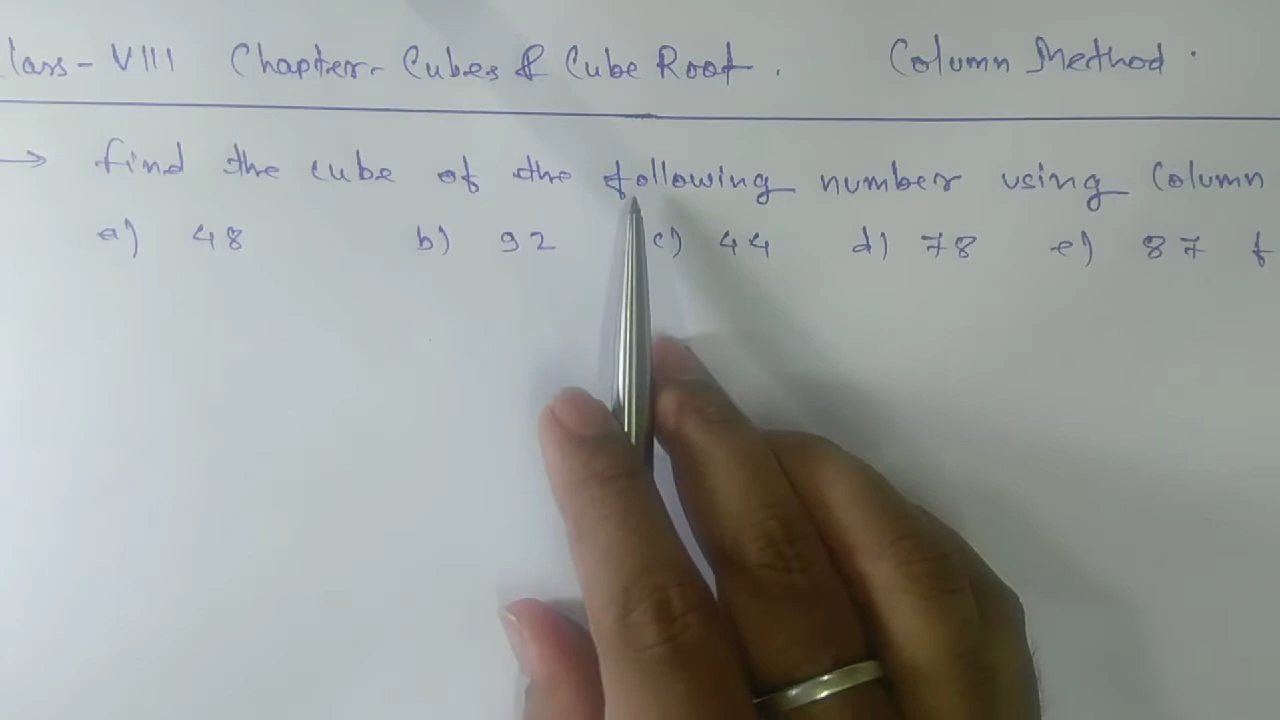 lass - VIII Chapter - Cubes & Cube Root . Column Method .
→ find the cube of the following number using Column
a) 48 b) 92 c) 44 d) 78 e) 87 f